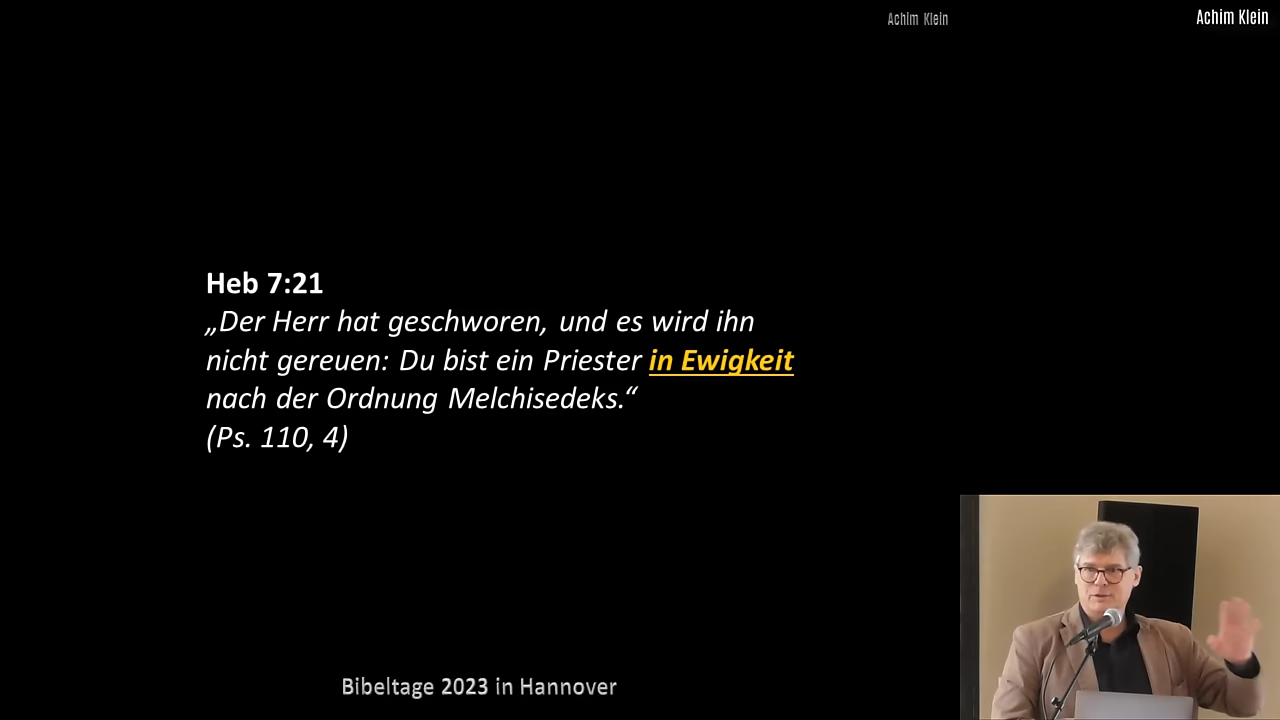 Achim Klein
Achim Klein
Heb 7:21
„Der Herr hat geschworen, und es wird ihn
nicht gereuen: Du bist ein Priester in Ewigkeit
nach der Ordnung Melchisedeks.“
(Ps. 110, 4)
Bibeltage 2023 in Hannover